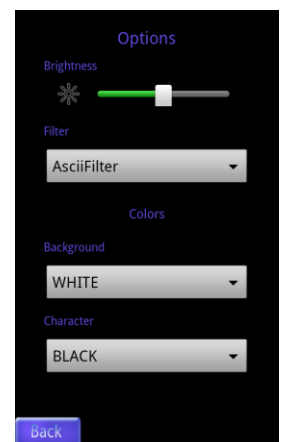 Options
Brightness
Filter
AsciiFilter
Colors
Background
WHITE
Character
BLACK
Back